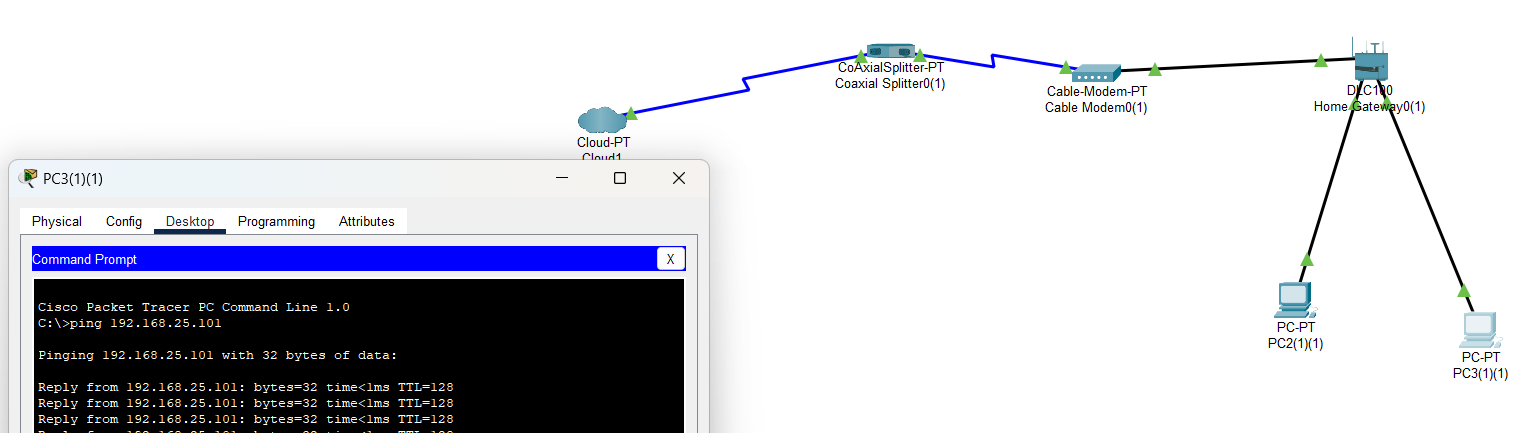 CoAxialSplitter-PT
Coaxial Splitter0(1)
Cable-Modem-PT
Cable Modem0(1)
DLC100
Home Gateway0(1)
Cloud-PT
Cloud1
PC-PT
PC2(1)(1)
PC-PT
PC3(1)(1)
PC3(1)(1)
Physical Config Desktop Programming Attributes
Command Prompt X
Cisco Packet Tracer PC Command Line 1.0
C:\>ping 192.168.25.101
Pinging 192.168.25.101 with 32 bytes of data:
Reply from 192.168.25.101: bytes=32 time<1ms TTL=128
Reply from 192.168.25.101: bytes=32 time<1ms TTL=128
Reply from 192.168.25.101: bytes=32 time<1ms TTL=128